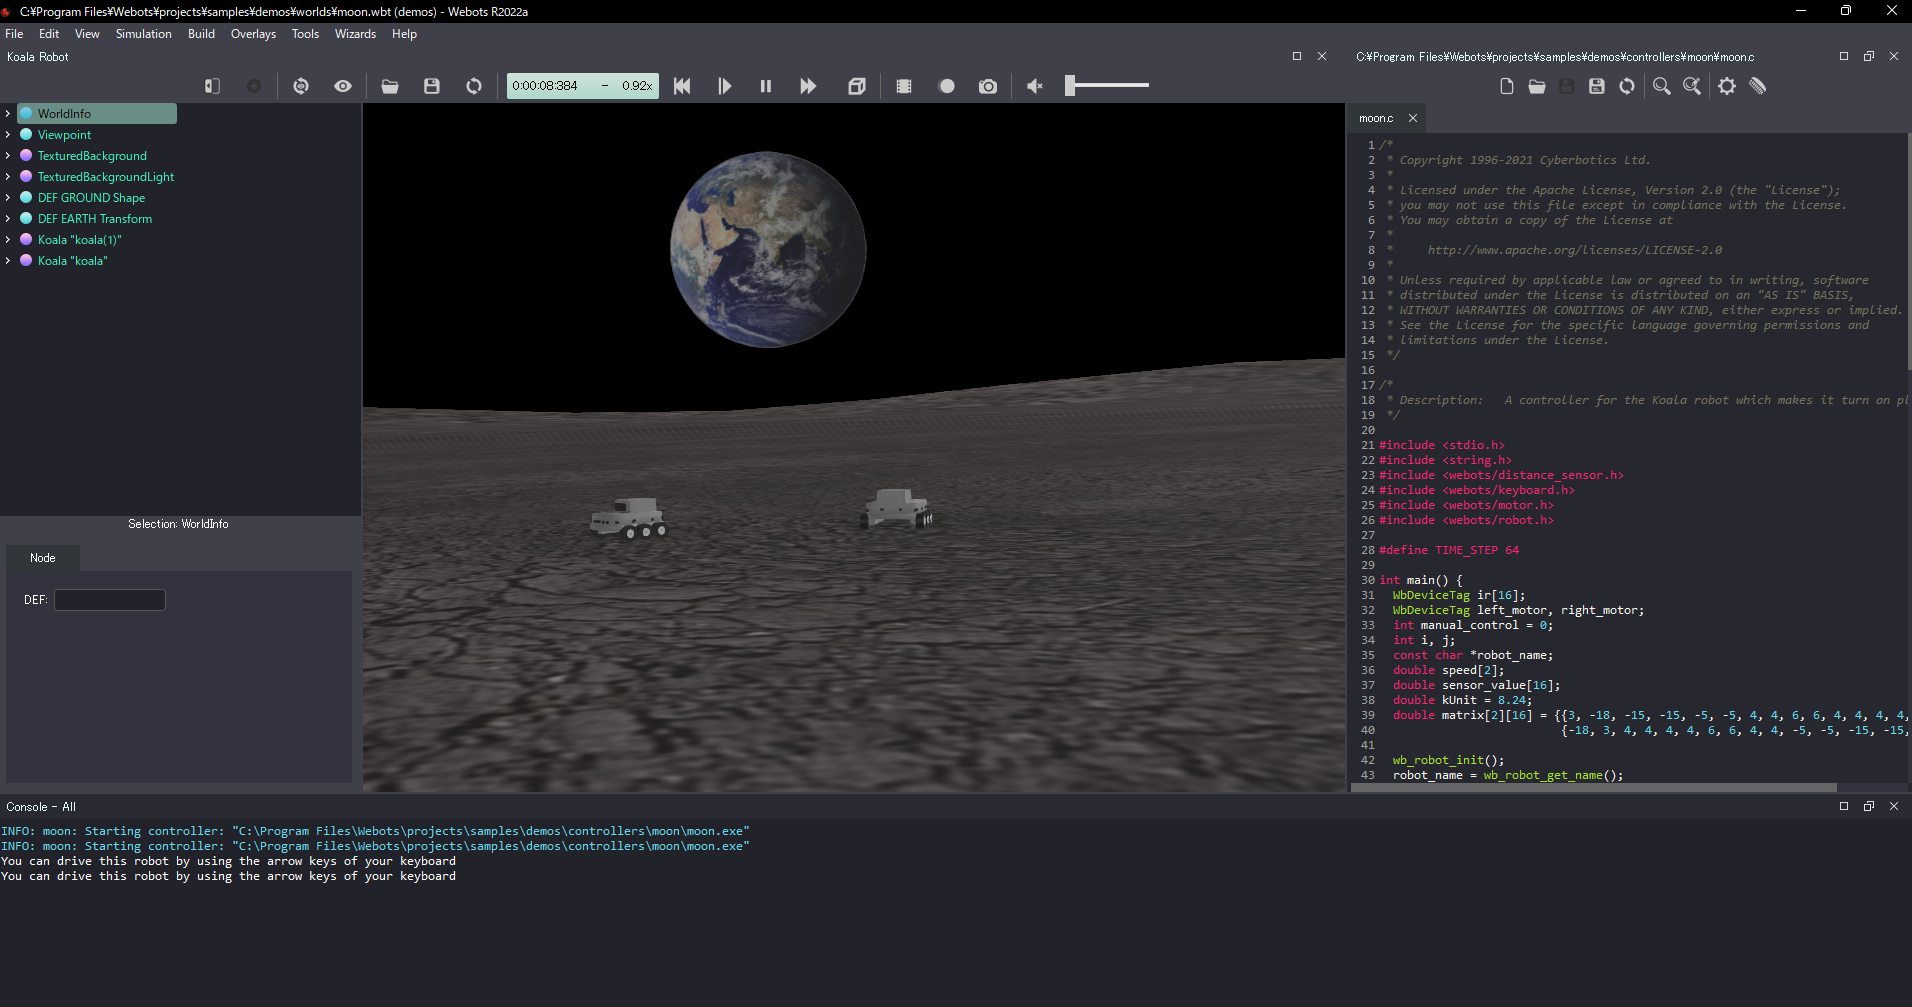 C:¥Program Files¥Webots¥projects¥samples¥demos¥worlds¥moon.wbt (demos) - Webots R2022a
File Edit View Simulation Build Overlays Tools Wizards Help
Koala Robot
0:00:08:384 - 0.92x
WorldInfo
Viewpoint
TexturedBackground
TexturedBackgroundLight
DEF GROUND Shape
DEF EARTH Transform
Koala "koala(1)"
Koala "koala"
Selection: WorldInfo
Node
DEF:
C:¥Program Files¥Webots¥projects¥samples¥demos¥controllers¥moon¥moon.c
moon.c
1 /*
2 * Copyright 1996-2021 Cyberbotics Ltd.
3 *
4 * Licensed under the Apache License, Version 2.0 (the "License");
5 * you may not use this file except in compliance with the License.
6 * You may obtain a copy of the License at
7 *
8 * http://www.apache.org/licenses/LICENSE-2.0
9 *
10 * Unless required by applicable law or agreed to in writing, software
11 * distributed under the License is distributed on an "AS IS" BASIS,
12 * WITHOUT WARRANTIES OR CONDITIONS OF ANY KIND, either express or implied.
13 * See the License for the specific language governing permissions and
14 * limitations under the License.
15 */
16
17 /*
18 * Description: A controller for the Koala robot which makes it turn on pl
19 */
20
21 #include <stdio.h>
22 #include <string.h>
23 #include <webots/distance_sensor.h>
24 #include <webots/keyboard.h>
25 #include <webots/motor.h>
26 #include <webots/robot.h>
27
28 #define TIME_STEP 64
29
30 int main() {
31 WbDeviceTag ir[16];
32 WbDeviceTag left_motor, right_motor;
33 int manual_control = 0;
34 int i, j;
35 const char *robot_name;
36 double speed[2];
37 double sensor_value[16];
38 double kUnit = 8.24;
39 double matrix[2][16] = {{3, -18, -15, -15, -5, -5, 4, 4, 6, 6, 4, 4, 4, 4,
40 {-18, 3, 4, 4, 4, 4, 6, 6, 4, 4, -5, -5, -15, -15,
41
42 wb_robot_init();
43 robot_name = wb_robot_get_name();
Console - All
INFO: moon: Starting controller: "C:\Program Files\Webots\projects\samples\demos\controllers\moon\moon.exe"
INFO: moon: Starting controller: "C:\Program Files\Webots\projects\samples\demos\controllers\moon\moon.exe"
You can drive this robot by using the arrow keys of your keyboard
You can drive this robot by using the arrow keys of your keyboard